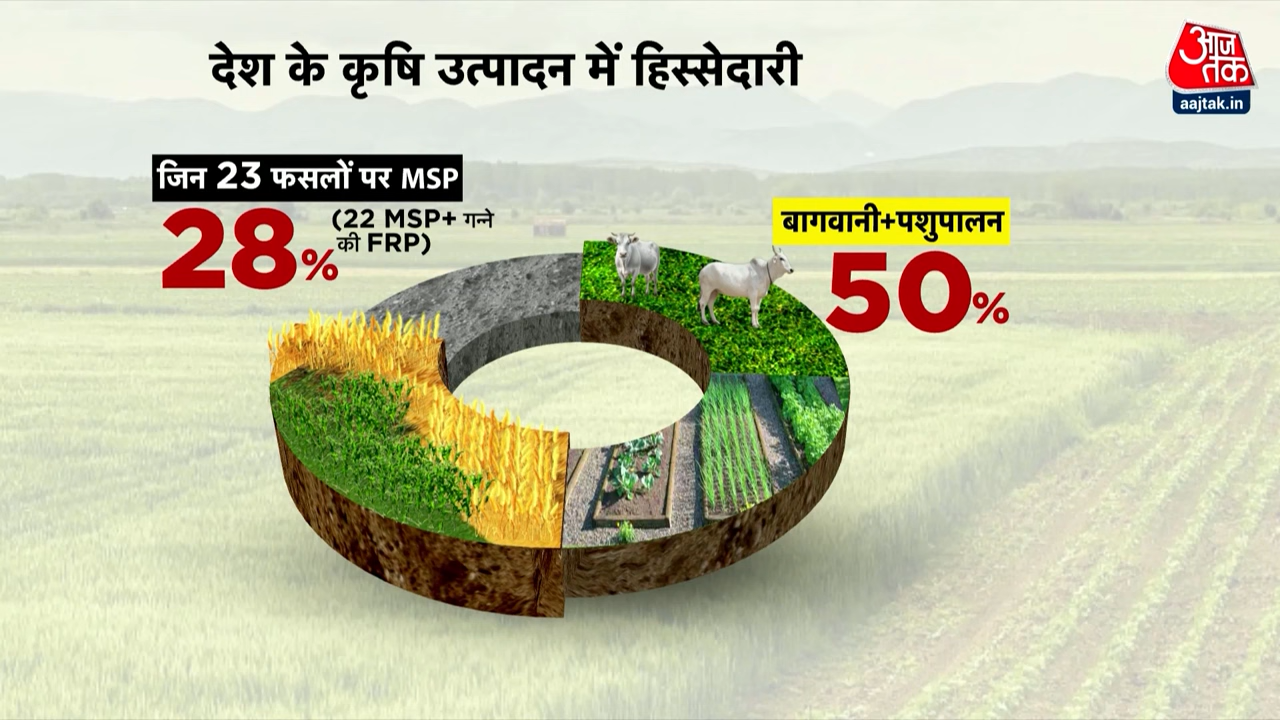 देश के कृषि उत्पादन में हिस्सेदारी
आज
तक
aajtak.in
जिन 23 फसलों पर MSP
28%
(22 MSP+ गन्ने
की FRP)
बागवानी+पशुपालन
50%